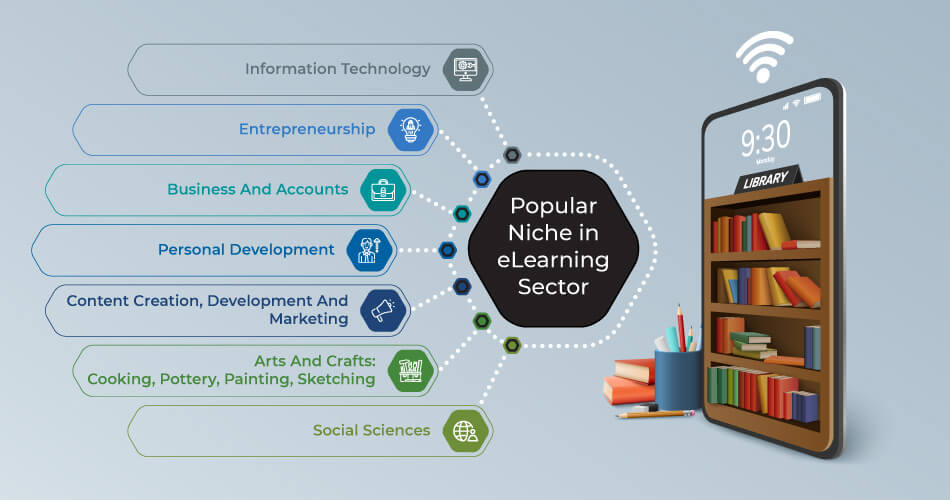 Information Technology
Entrepreneurship
Business And Accounts
Personal Development
Content Creation, Development And
Marketing
Arts And Crafts:
Cooking, Pottery, Painting, Sketching
Social Sciences
Popular
Niche in
eLearning
Sector
9:30
Monday
LIBRARY